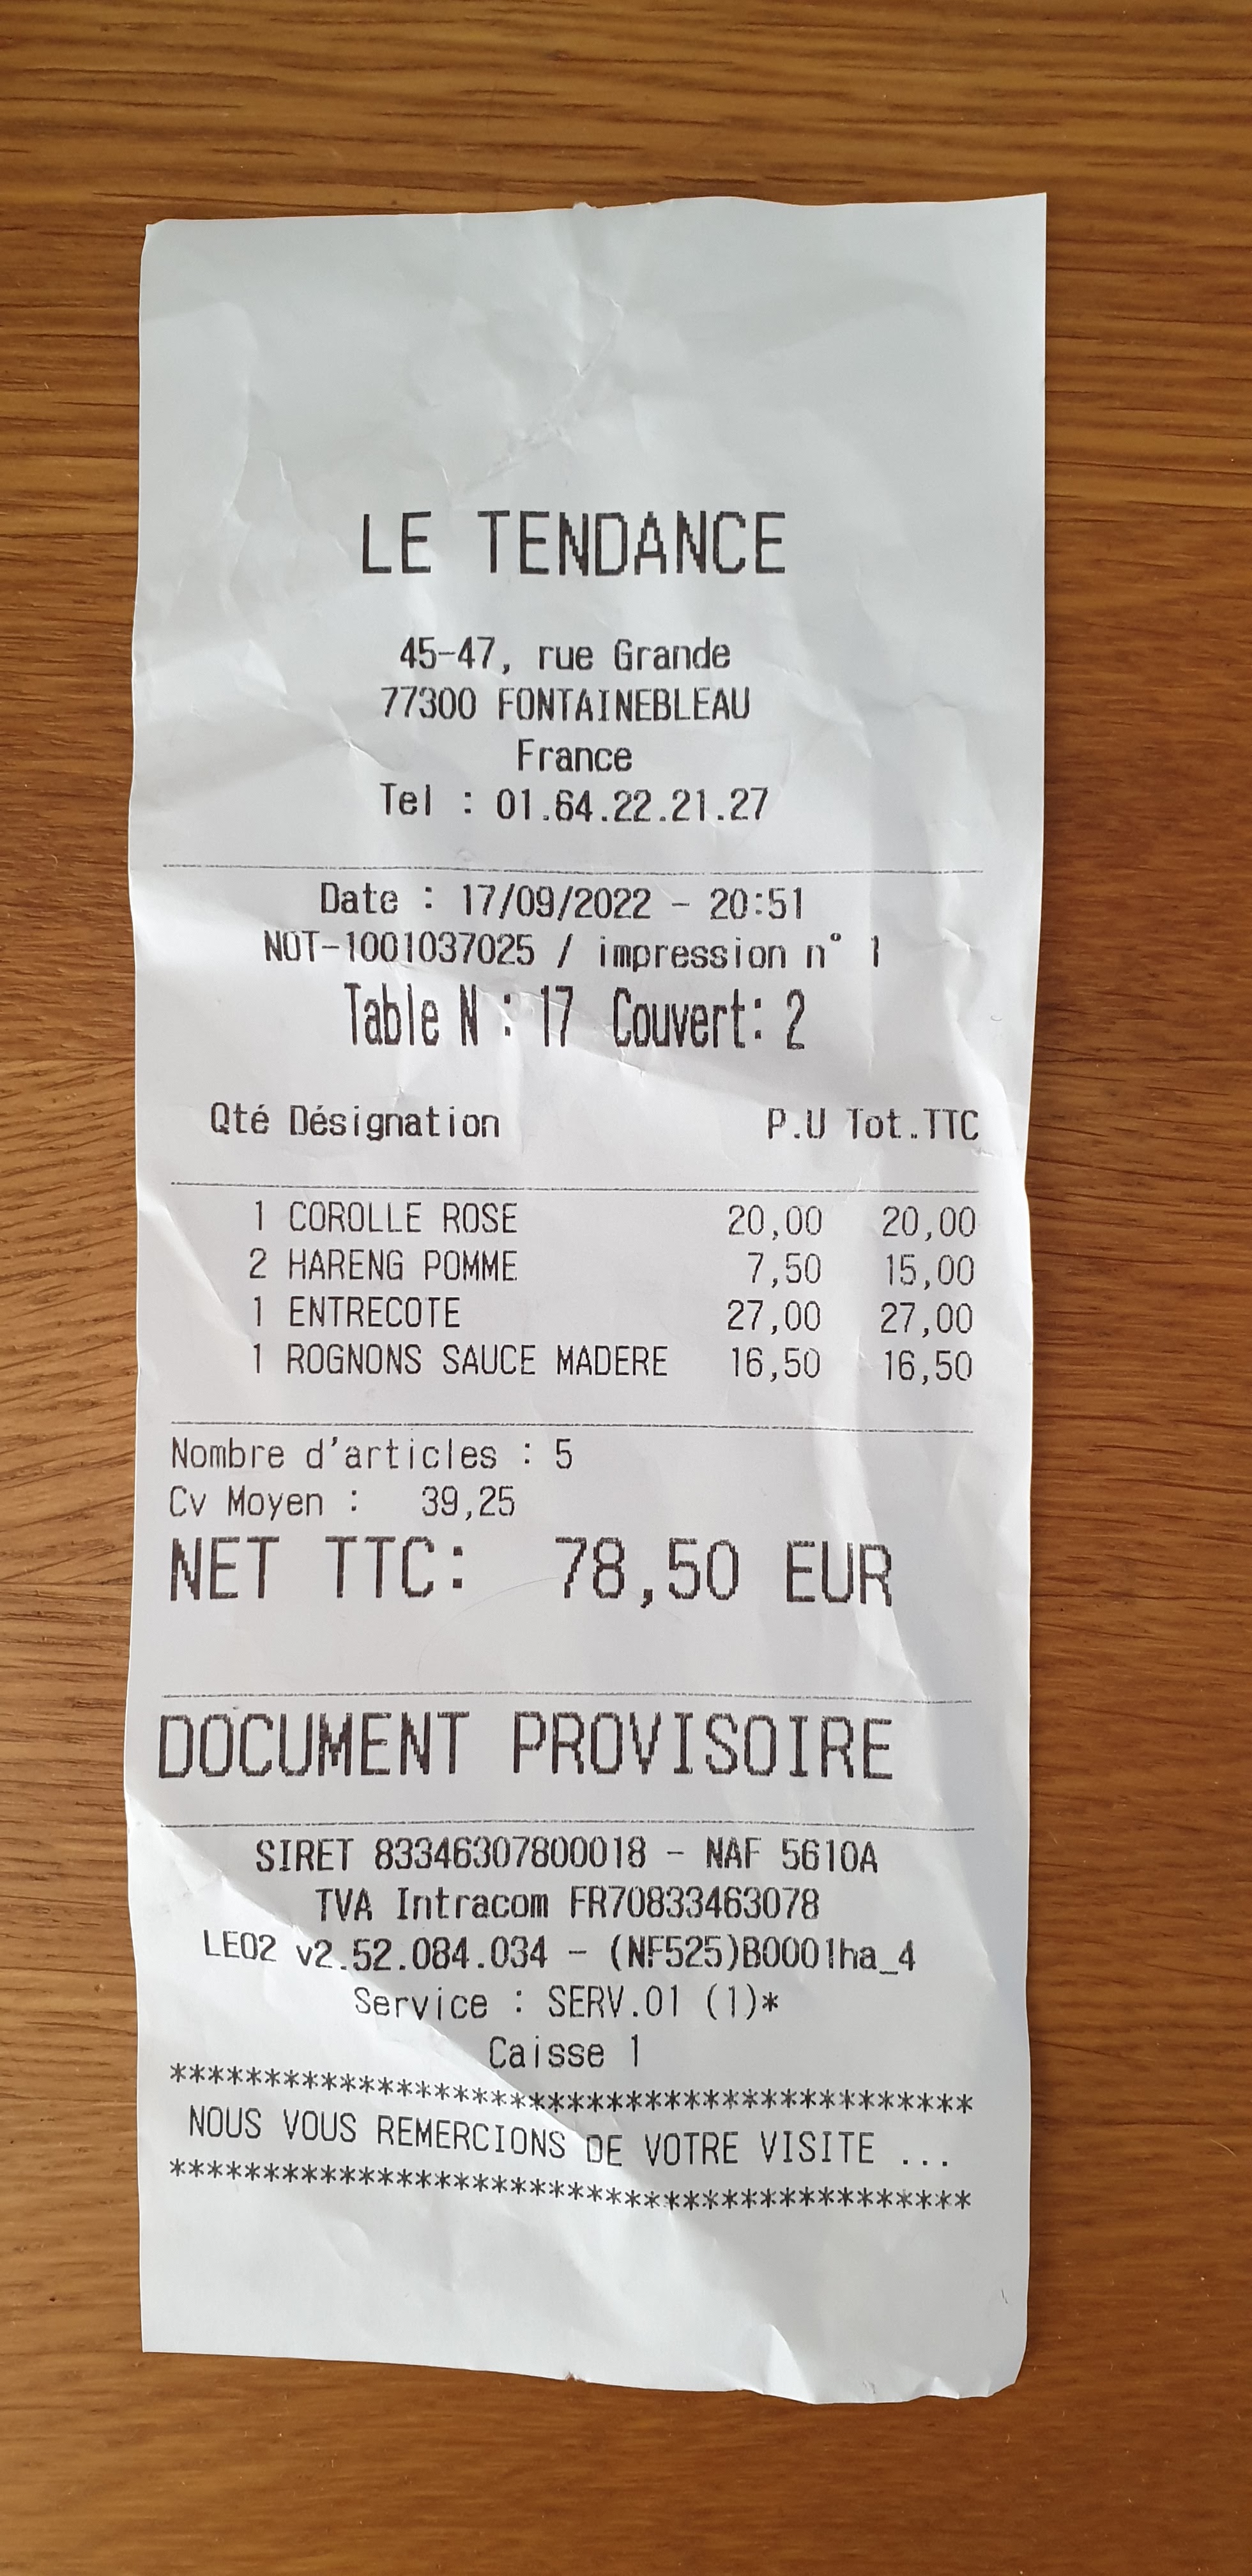 LE TENDANCE
45-47, rue Grande
77300 FONTAINEBLEAU
France
Tel : 01.64.22.21.27
Date : 17/09/2022 - 20:51
NOT-1001037025 / impression n° 1
Table N : 17 Couvert: 2
Qté Désignation P.U Tot.TTC
1 COROLLE ROSE 20,00 20,00
2 HARENG POMME 7,50 15,00
1 ENTRECOTE 27,00 27,00
1 ROGNONS SAUCE MADERE 16,50 16,50
Nombre d'articles : 5
Cv Moyen : 39,25
NET TTC: 78,50 EUR
DOCUMENT PROVISOIRE
SIRET 83346307800018 - NAF 5610A
TVA Intracom FR70833463078
LEO2 v2.52.084.034 - (NF525)B0001ha_4
Service : SERV.01 (1)*
Caisse 1
******************************************
NOUS VOUS REMERCIONS DE VOTRE VISITE ...
******************************************